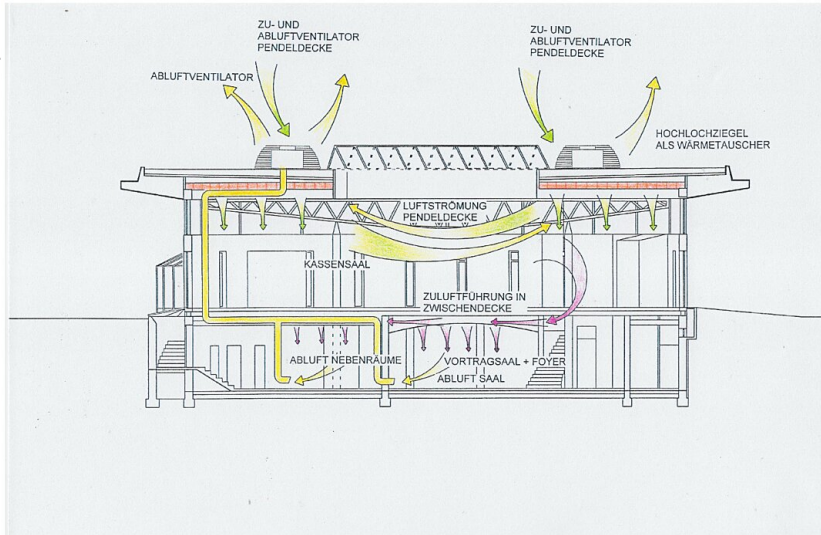 ZU- UND
ABLUFTVENTILATOR
PENDELDECKE
ZU- UND
ABLUFTVENTILATOR
PENDELDECKE
ABLUFTVENTILATOR
HOCHLOCHZIEGEL
ALS WÄRMETAUSCHER
LUFTSTRÖMUNG
PENDELDECKE
KASSENSAAL
ZULUFTFÜHRUNG IN
ZWISCHENDECKE
ABLUFT NEBENRÄUME
VORTRAGSAAL + FOYER
ABLUFT SAAL